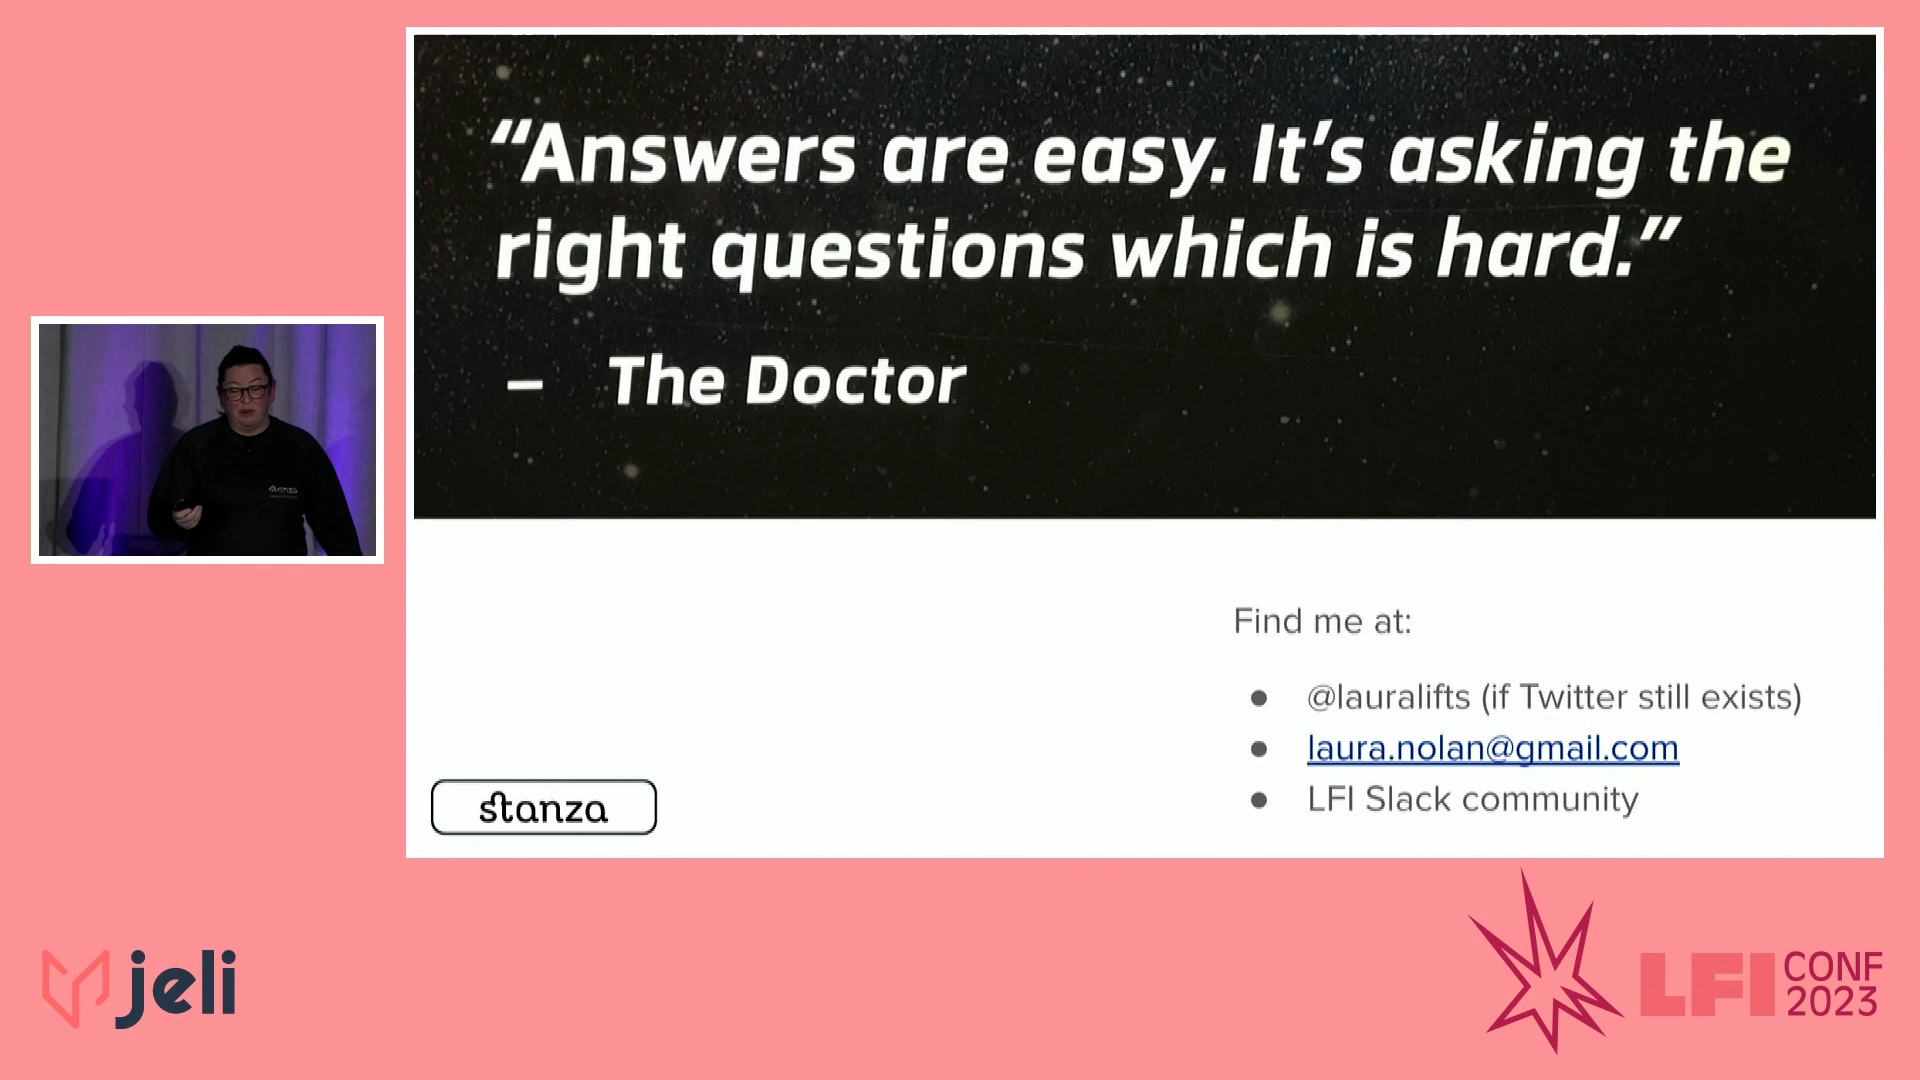 “Answers are easy. It’s asking the
right questions which is hard.”
– The Doctor
Find me at:
● @lauralifts (if Twitter still exists)
● laura.nolan@gmail.com
● LFI Slack community
stanza
jeli
LFI CONF
2023